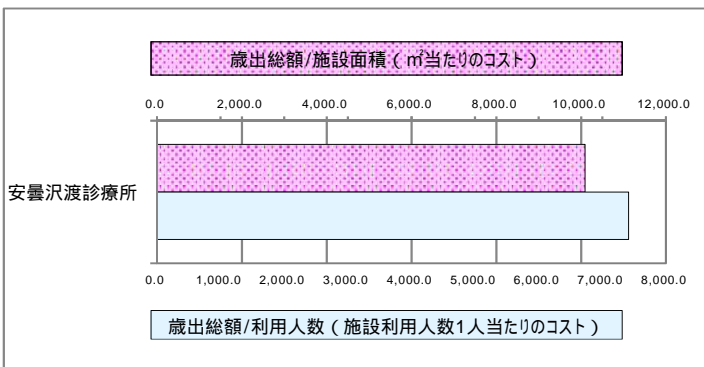 歳出総額/施設面積（㎡当たりのコスト）
0.0 2,000.0 4,000.0 6,000.0 8,000.0 10,000.0 12,000.0
安曇沢渡診療所
0.0 1,000.0 2,000.0 3,000.0 4,000.0 5,000.0 6,000.0 7,000.0 8,000.0
歳出総額/利用人数（施設利用人数1人当たりのコスト）